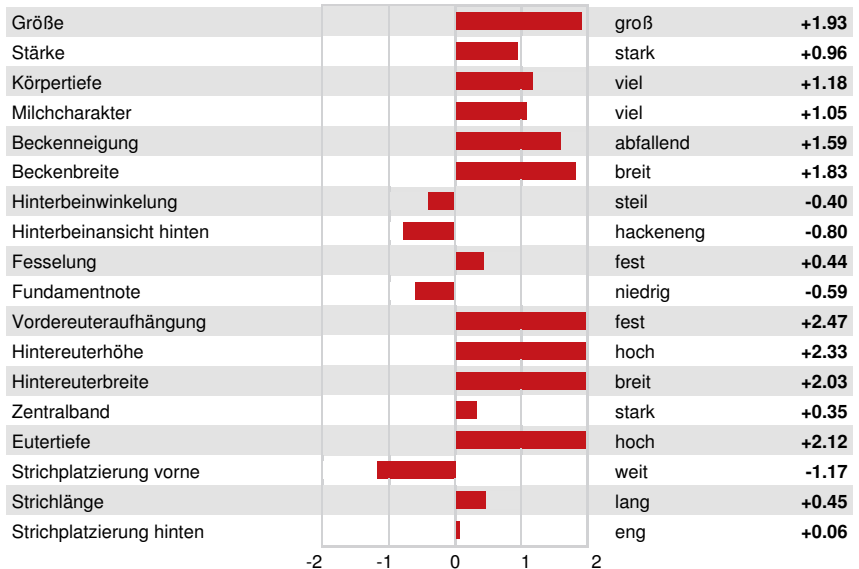 Größe groß +1.93
Stärke stark +0.96
Körpertiefe viel +1.18
Milchcharakter viel +1.05
Beckenneigung abfallend +1.59
Beckenbreite breit +1.83
Hinterbeinwinkelung steil -0.40
Hinterbeinansicht hinten hackeneng -0.80
Fesselung fest +0.44
Fundamentnote niedrig -0.59
Vordereuteraufhängung fest +2.47
Hintereuterhöhe hoch +2.33
Hintereuterbreite breit +2.03
Zentralband stark +0.35
Eutertiefe hoch +2.12
Strichplatzierung vorne weit -1.17
Strichlänge lang +0.45
Strichplatzierung hinten eng +0.06
-2 -1 0 1 2